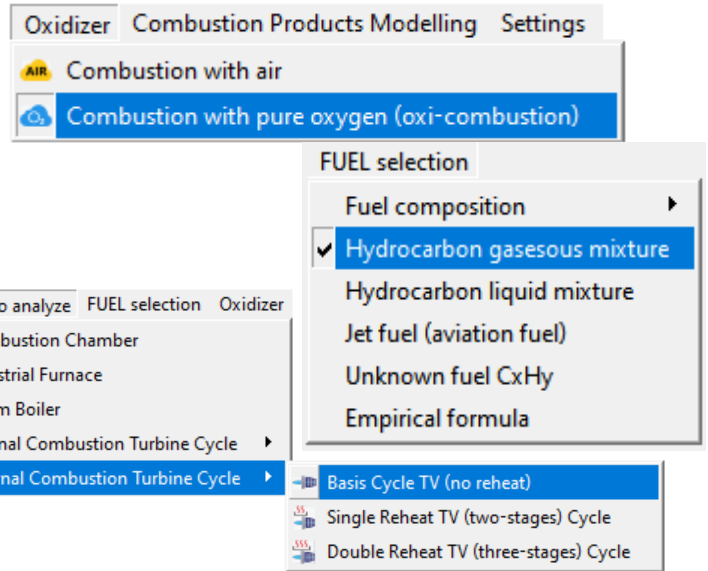 Oxidizer Combustion Products Modelling Settings
AIR Combustion with air
O₂ Combustion with pure oxygen (oxi-combustion)
FUEL selection
Fuel composition
Hydrocarbon gasesous mixture
Hydrocarbon liquid mixture
Jet fuel (aviation fuel)
Unknown fuel CxHy
Empirical formula
o analyze FUEL selection Oxidizer
bustion Chamber
strial Furnace
m Boiler
nal Combustion Turbine Cycle
nal Combustion Turbine Cycle
Basis Cycle TV (no reheat)
Single Reheat TV (two-stages) Cycle
Double Reheat TV (three-stages) Cycle